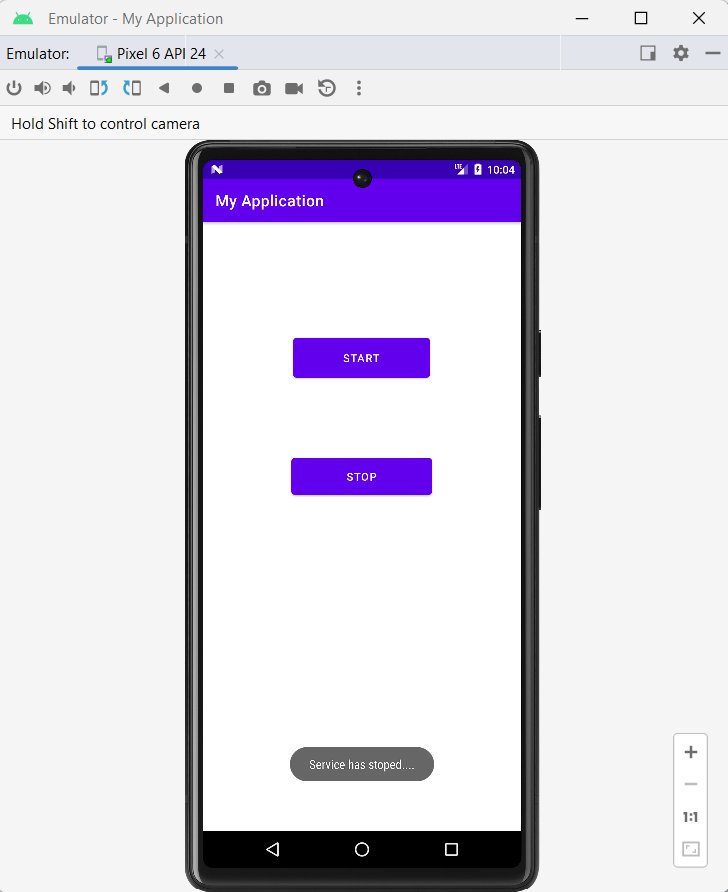 Emulator - My Application
Emulator: Pixel 6 API 24
Hold Shift to control camera
LTE 10:04
My Application
START
STOP
Service has stoped....
1:1